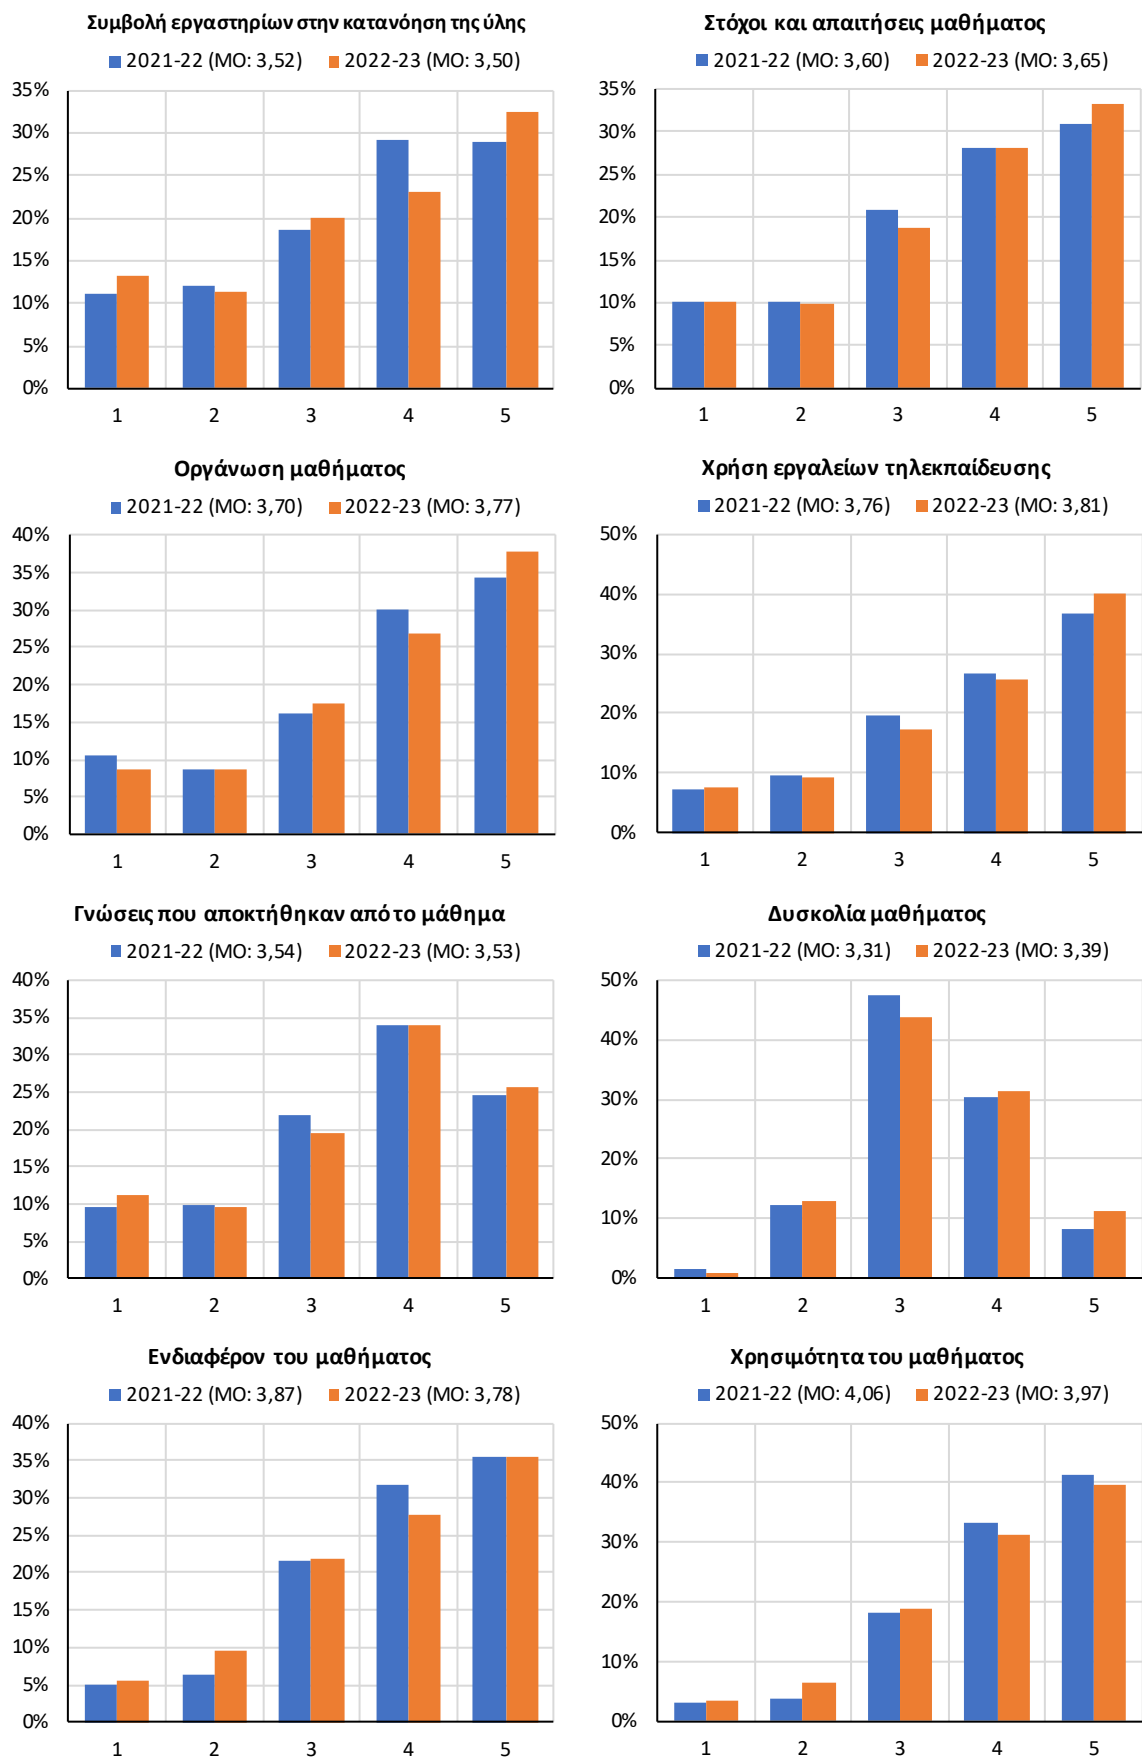 Συμβολή εργαστηρίων στην κατανόηση της ύλης
2021-22 (ΜΟ: 3,52) 2022-23 (ΜΟ: 3,50)
35%
30%
25%
20%
15%
10%
5%
0%
1 2 3 4 5
Στόχοι και απαιτήσεις μαθήματος
2021-22 (ΜΟ: 3,60) 2022-23 (ΜΟ: 3,65)
35%
30%
25%
20%
15%
10%
5%
0%
1 2 3 4 5
Οργάνωση μαθήματος
2021-22 (ΜΟ: 3,70) 2022-23 (ΜΟ: 3,77)
40%
35%
30%
25%
20%
15%
10%
5%
0%
1 2 3 4 5
Χρήση εργαλείων τηλεκπαίδευσης
2021-22 (ΜΟ: 3,76) 2022-23 (ΜΟ: 3,81)
50%
40%
30%
20%
10%
0%
1 2 3 4 5
Γνώσεις που αποκτήθηκαν από το μάθημα
2021-22 (ΜΟ: 3,54) 2022-23 (ΜΟ: 3,53)
40%
35%
30%
25%
20%
15%
10%
5%
0%
1 2 3 4 5
Δυσκολία μαθήματος
2021-22 (ΜΟ: 3,31) 2022-23 (ΜΟ: 3,39)
50%
40%
30%
20%
10%
0%
1 2 3 4 5
Ενδιαφέρον του μαθήματος
2021-22 (ΜΟ: 3,87) 2022-23 (ΜΟ: 3,78)
40%
35%
30%
25%
20%
15%
10%
5%
0%
1 2 3 4 5
Χρησιμότητα του μαθήματος
2021-22 (ΜΟ: 4,06) 2022-23 (ΜΟ: 3,97)
50%
40%
30%
20%
10%
0%
1 2 3 4 5